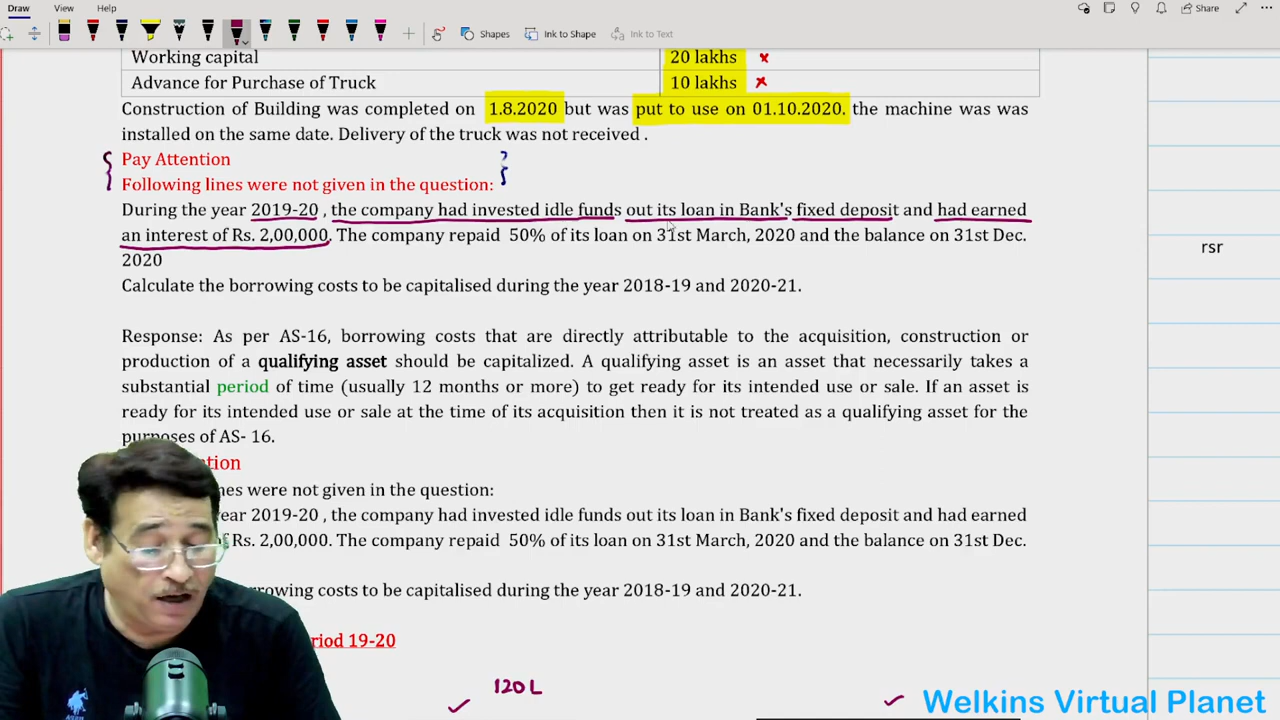 Draw View Help Share
Shapes Ink to Shape Ink to Text
Working capital 20 lakhs
Advance for Purchase of Truck 10 lakhs
Construction of Building was completed on 1.8.2020 but was put to use on 01.10.2020. the machine was was
installed on the same date. Delivery of the truck was not received .
Pay Attention
Following lines were not given in the question:
During the year 2019-20 , the company had invested idle funds out its loan in Bank's fixed deposit and had earned
an interest of Rs. 2,00,000. The company repaid 50% of its loan on 31st March, 2020 and the balance on 31st Dec.
rsr
2020
Calculate the borrowing costs to be capitalised during the year 2018-19 and 2020-21.
Response: As per AS-16, borrowing costs that are directly attributable to the acquisition, construction or
production of a qualifying asset should be capitalized. A qualifying asset is an asset that necessarily takes a
substantial period of time (usually 12 months or more) to get ready for its intended use or sale. If an asset is
ready for its intended use or sale at the time of its acquisition then it is not treated as a qualifying asset for the
purposes of AS- 16.
were not given in the question:
2019-20 , the company had invested idle funds out its loan in Bank's fixed deposit and had earned
Rs. 2,00,000. The company repaid 50% of its loan on 31st March, 2020 and the balance on 31st Dec.
costs to be capitalised during the year 2018-19 and 2020-21.
19-20
120 L
Welkins Virtual Planet